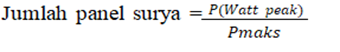 Jumlah panel surya = P(Watt peak) / Pmaks